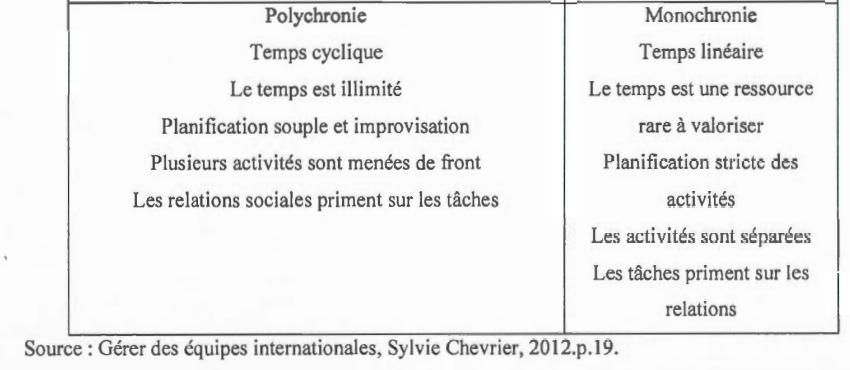 Polychronie
Temps cyclique
Le temps est illimité
Planification souple et improvisation
Plusieurs activités sont menées de front
Les relations sociales priment sur les tâches
Monochronie
Temps linéaire
Le temps est une ressource
rare à valoriser
Planification stricte des
activités
Les activités sont séparées
Les tâches priment sur les
relations
Source : Gérer des équipes internationales, Sylvie Chevrier, 2012.p.19.